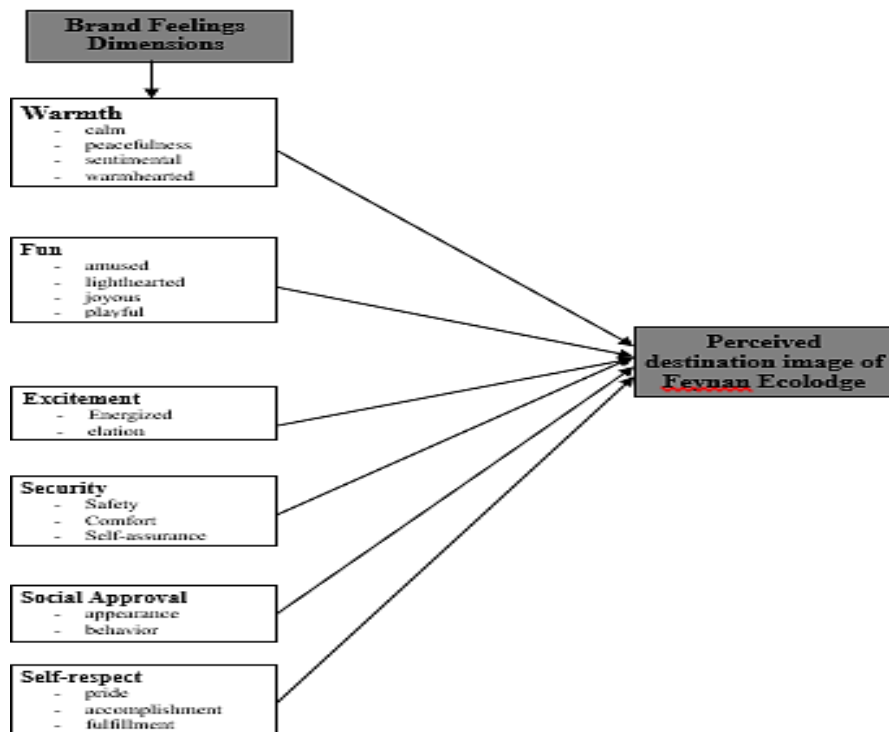 Brand Feelings
Dimensions
Warmth
- calm
- peacefulness
- sentimental
- warmhearted
Fun
- amused
- lighthearted
- joyous
- playful
Excitement
- Energized
- elation
Security
- Safety
- Comfort
- Self-assurance
Social Approval
- appearance
- behavior
Self-respect
- pride
- accomplishment
- fulfillment
Perceived
destination image of
Feynan Ecolodge